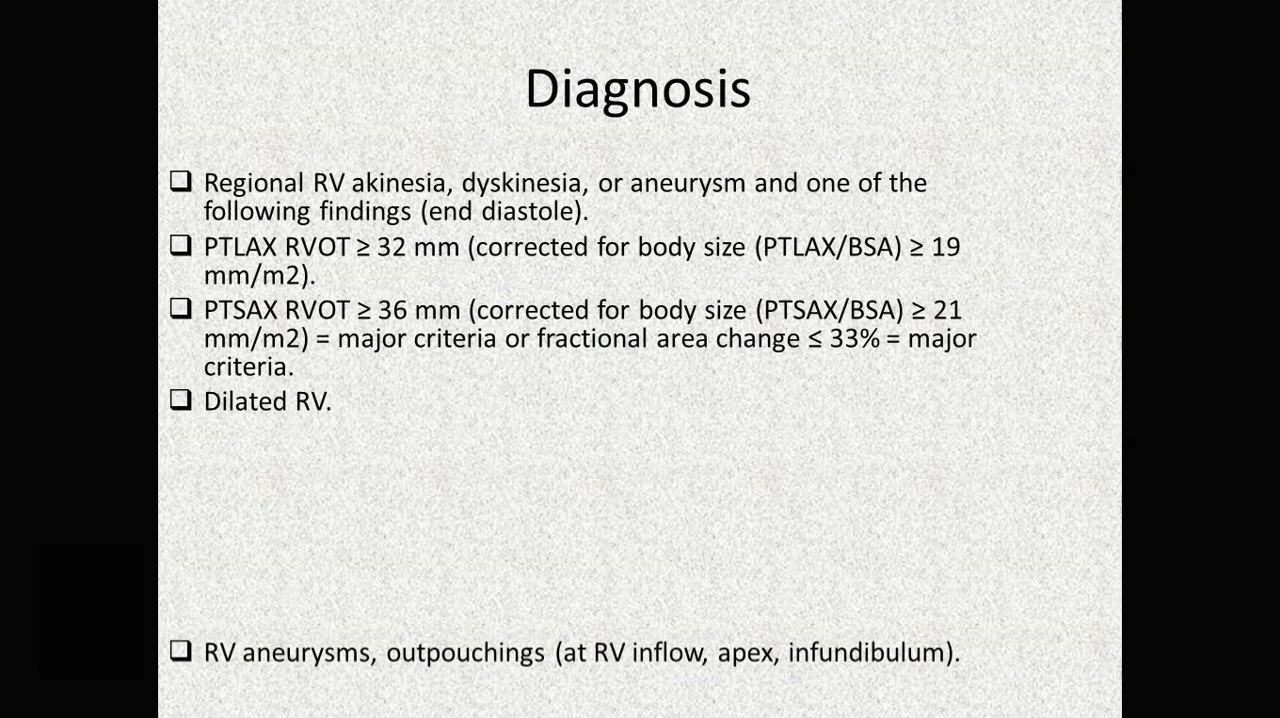 Diagnosis
❑ Regional RV akinesia, dyskinesia, or aneurysm and one of the
following findings (end diastole).
❑ PTLAX RVOT ≥ 32 mm (corrected for body size (PTLAX/BSA) ≥ 19
mm/m2).
❑ PTSAX RVOT ≥ 36 mm (corrected for body size (PTSAX/BSA) ≥ 21
mm/m2) = major criteria or fractional area change ≤ 33% = major
criteria.
❑ Dilated RV.
❑ RV aneurysms, outpouchings (at RV inflow, apex, infundibulum).